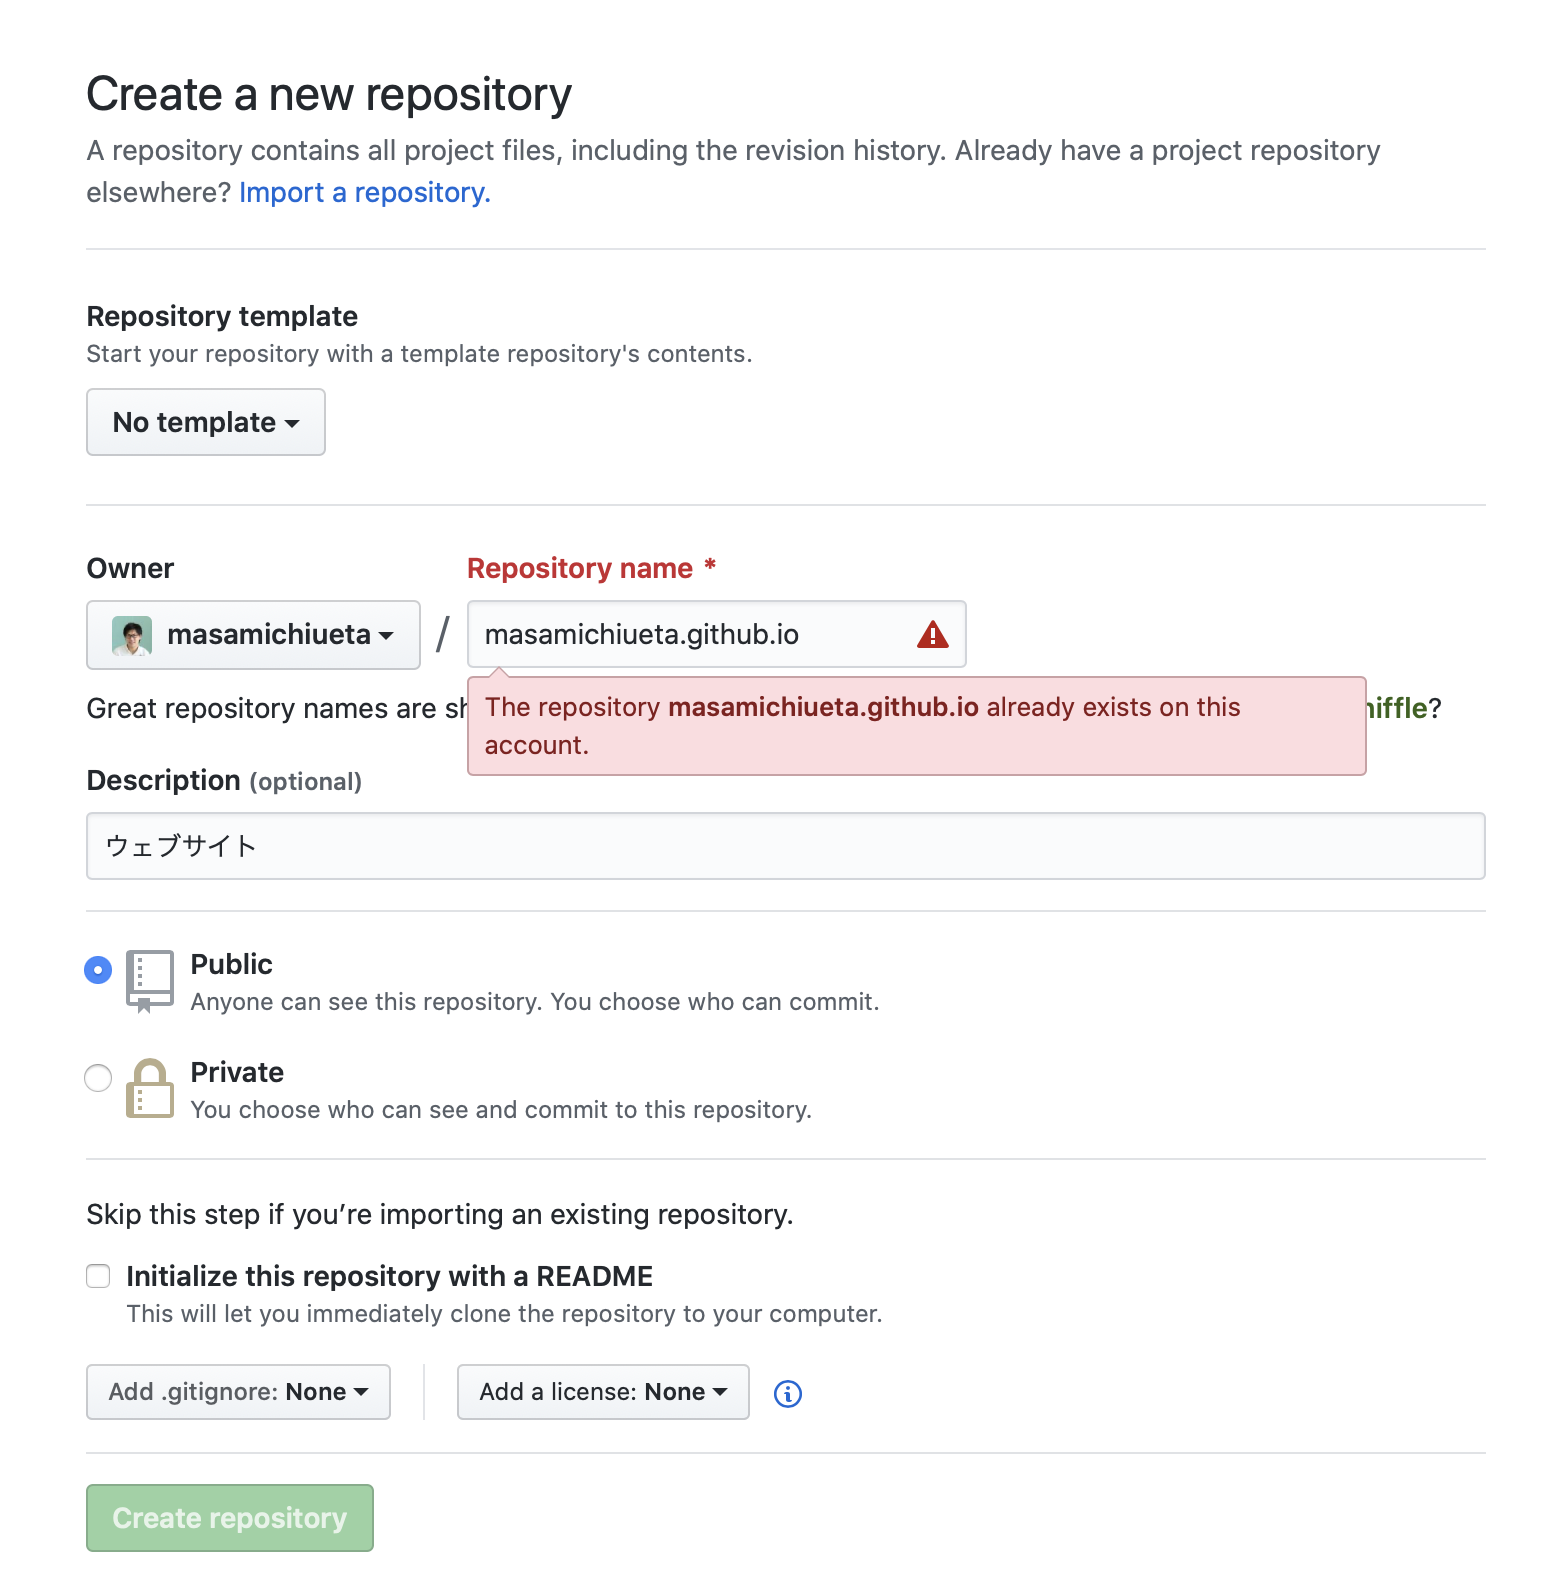 Create a new repository
A repository contains all project files, including the revision history. Already have a project repository
elsewhere? Import a repository.
Repository template
Start your repository with a template repository's contents.
No template
Owner
Repository name *
masamichiueta
/
masamichiueta.github.io
The repository masamichiueta.github.io already exists on this
account.
Great repository names are ?
Description (optional)
ウェブサイト
Public
Anyone can see this repository. You choose who can commit.
Private
You choose who can see and commit to this repository.
Skip this step if you’re importing an existing repository.
Initialize this repository with a README
This will let you immediately clone the repository to your computer.
Add .gitignore: None
Add a license: None
Create repository